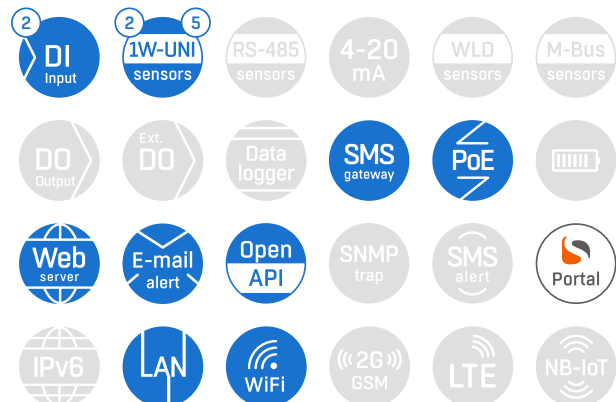 2
DI
Input
2
5
1W-UNI
sensors
RS-485
sensors
4-20
mA
WLD
sensors
M-Bus
sensors
DO
Output
Ext.
DO
Data
logger
SMS
gateway
PoE
Web
server
E-mail
alert
Open
API
SNMP
trap
SMS
alert
Portal
IPv6
LAN
WiFi
2G
GSM
LTE
NB-IoT